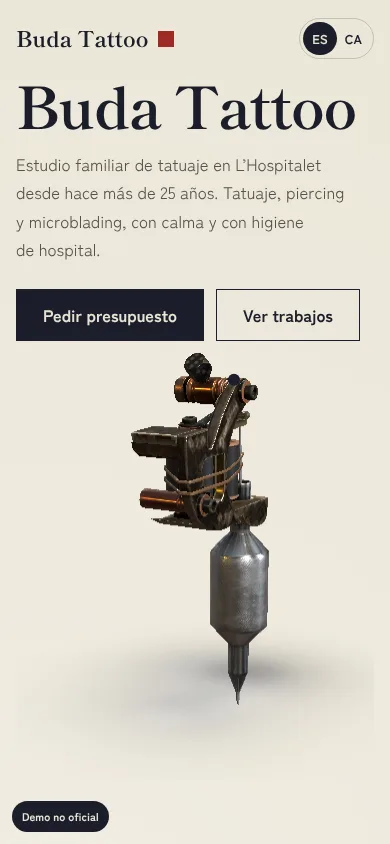 Buda Tattoo
ES CA
Buda Tattoo
Estudio familiar de tatuaje en L’Hospitalet
desde hace más de 25 años. Tatuaje, piercing
y microblading, con calma y con higiene
de hospital.
Pedir presupuesto
Ver trabajos
Demo no oficial